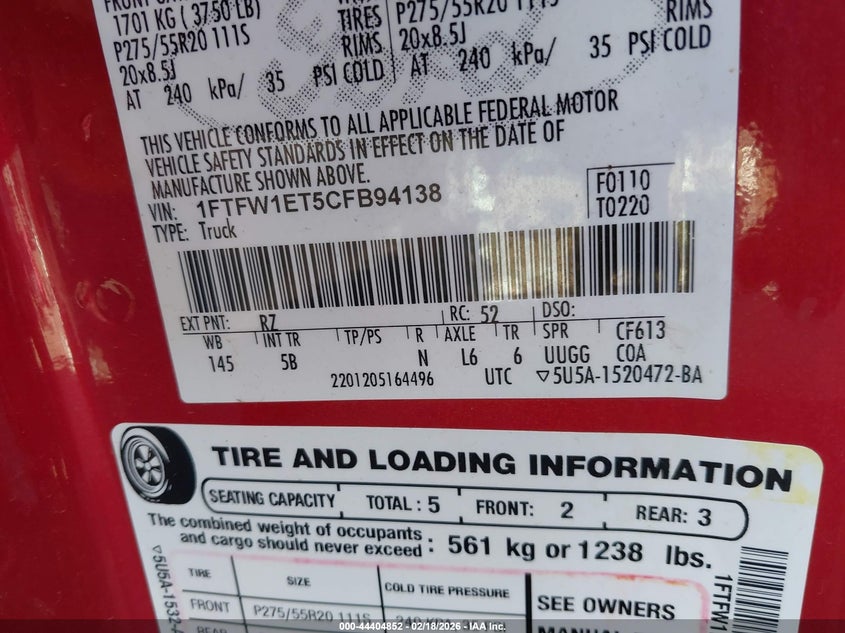 1701 KG ( 3750 LB)
P275/55R20 111S
20x8.5J
RIMS
AT 240 kPa/ 35 PSI COLD
TIRES
P275/55R20 111S
RIMS
20x8.5J
AT 240 kPa/ 35 PSI COLD
THIS VEHICLE CONFORMS TO ALL APPLICABLE FEDERAL MOTOR
VEHICLE SAFETY STANDARDS IN EFFECT ON THE DATE OF
MANUFACTURE SHOWN ABOVE.
VIN: 1FTFW1ET5CFB94138
TYPE: Truck
F0110
T0220
EXT PNT: RZ RC: 52 DSO:
WB INT TR TP/PS R AXLE TR SPR CF613
145 5B N L6 6 UUGG COA
2201205164496 UTC ▽5U5A-1520472-BA
TIRE AND LOADING INFORMATION
SEATING CAPACITY TOTAL : 5 FRONT: 2 REAR: 3
The combined weight of occupants
and cargo should never exceed : 561 kg or 1238 lbs.
TIRE SIZE COLD TIRE PRESSURE
FRONT P275/55R20 111S
SEE OWNERS
▽5U5A-1532
1FTFW1
000-44404852 - 02/18/2026 - IAA Inc.